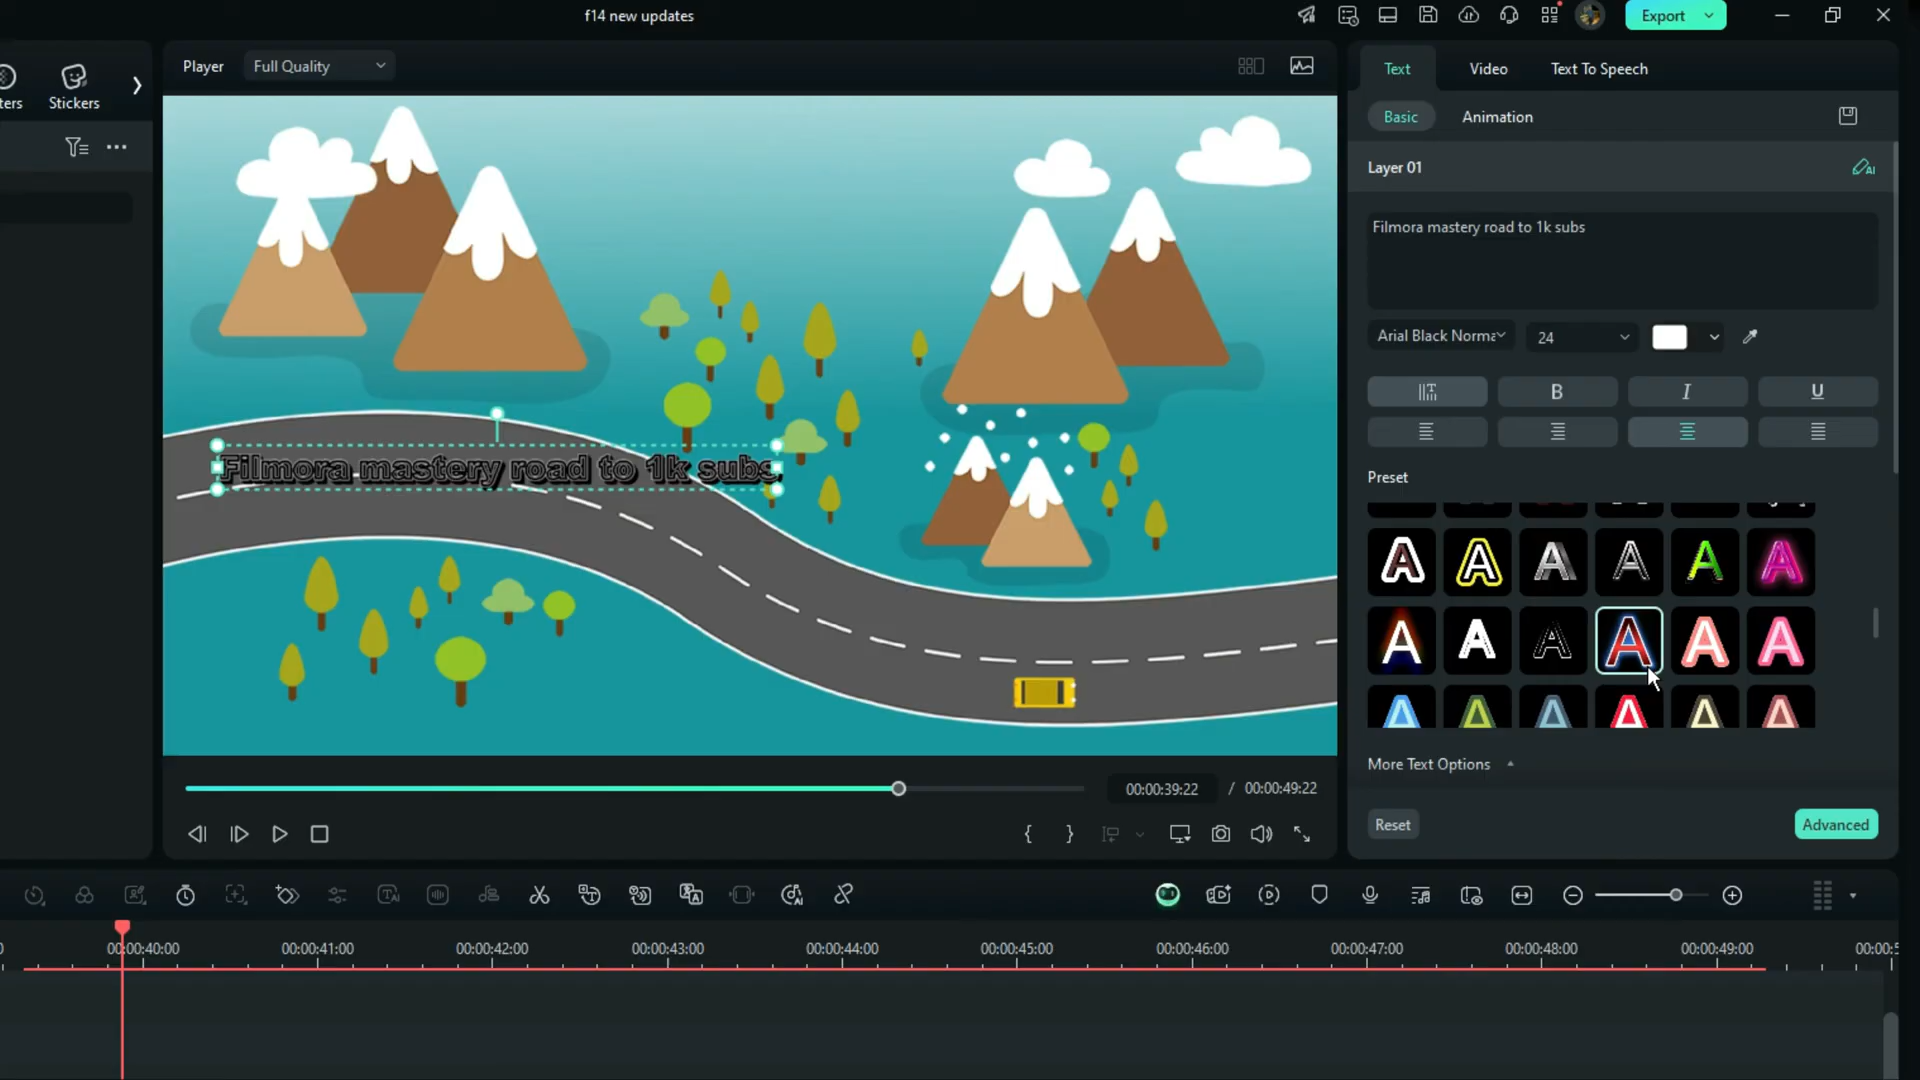 f14 new updates
Export
ters
Stickers
Player
Full Quality
Text
Video
Text To Speech
Basic
Animation
Layer 01
AI
Filmora mastery road to 1k subs
Arial Black Norma
24
B
I
U
Filmora mastery road to 1k subs
Preset
A A A A A A
A A A A A A
A A A A A A
More Text Options
00:00:39:22 / 00:00:49:22
Reset
Advanced
00:00:40:00
00:00:41:00
00:00:42:00
00:00:43:00
00:00:44:00
00:00:45:00
00:00:46:00
00:00:47:00
00:00:48:00
00:00:49:00
00:00:5